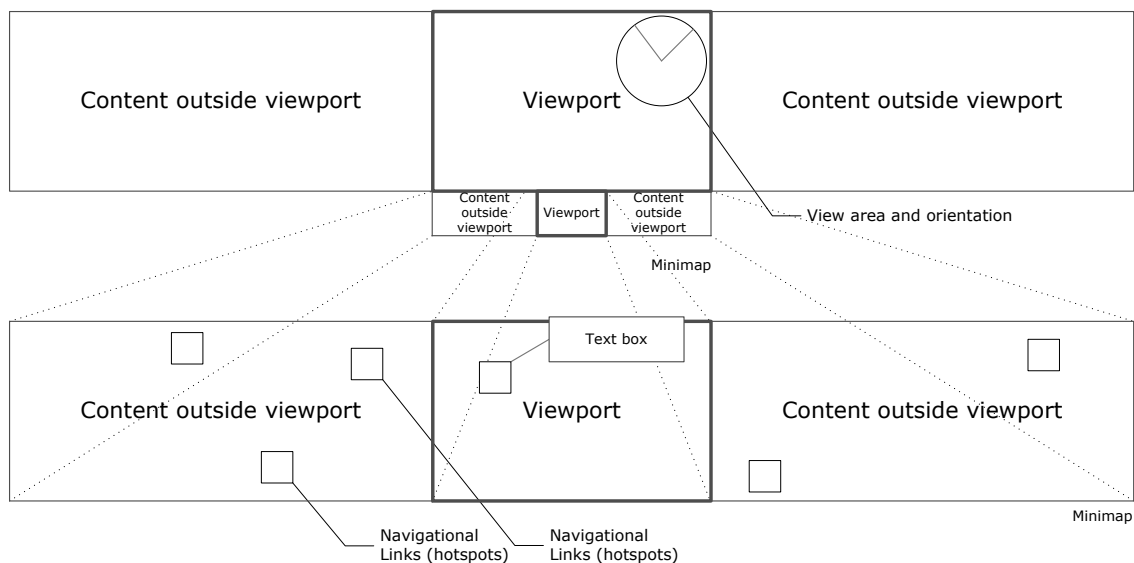 Content outside viewport
Viewport
Content outside viewport
Content
outside
viewport
Viewport
Content
outside
viewport
View area and orientation
Minimap
Text box
Content outside viewport
Viewport
Content outside viewport
Minimap
Navigational
Links (hotspots)
Navigational
Links (hotspots)